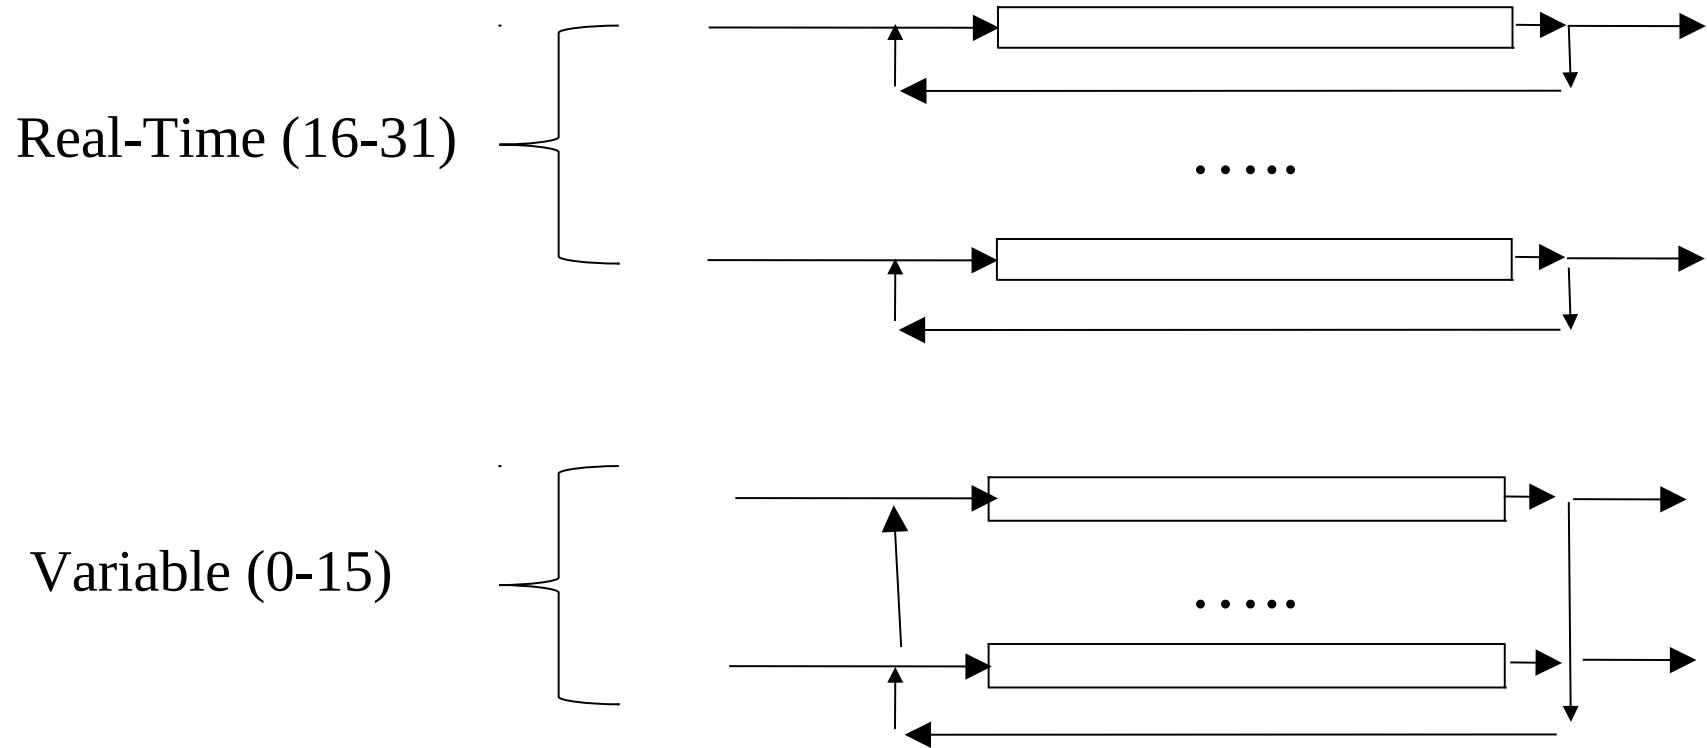 Real-Time (16-31)
.....
Variable (0-15)
.....